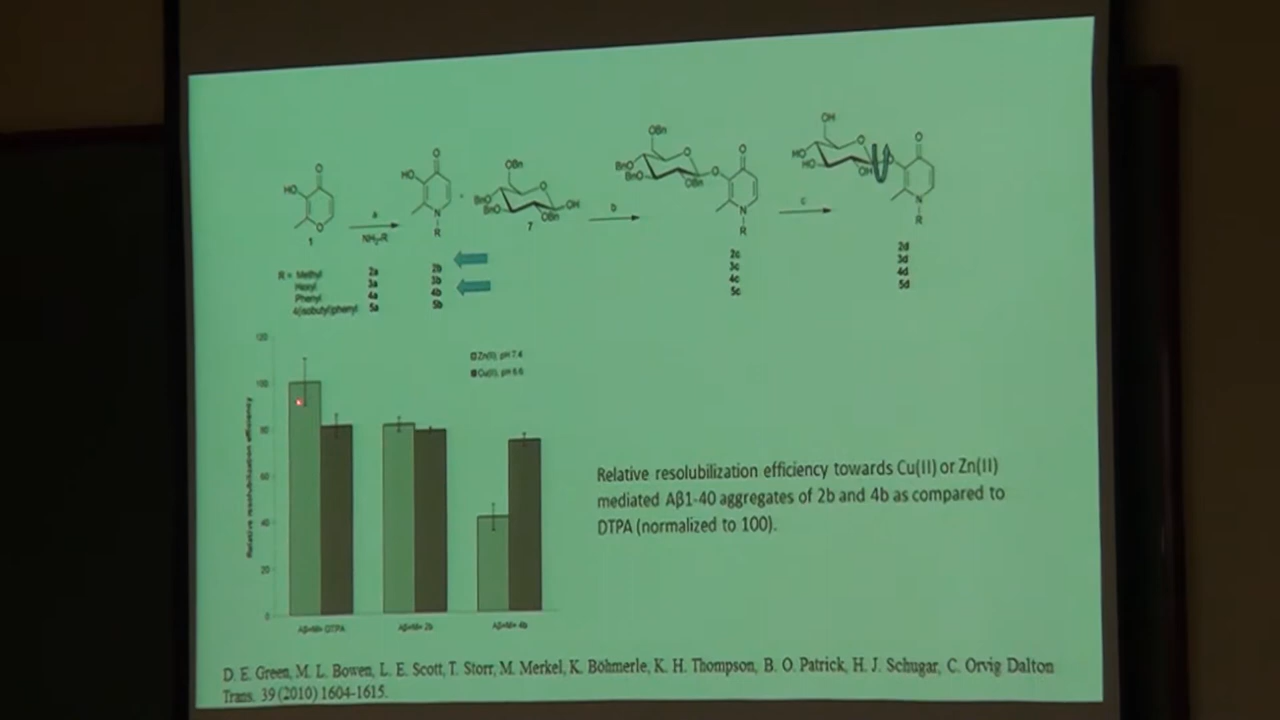 OH
OBn
OBn
HO
O
O
HO
O
OBn
O
BnO
BnO
OBn
O
O
HO
HO
OH
O
N
R
1
a
NH₂-R
N
R
BnO
BnO
O
OH
OBn
7
b
N
R
c
R = Methyl 2a 2b 2c 2d
Hexyl 3a 3b 3c 3d
Phenyl 4a 4b 4c 4d
4(isobutyl)phenyl 5a 5b 5c 5d
Zn(II), pH 7.4
Cu(II), pH 6.6
Relative resolubilization efficiency
120
100
80
60
40
20
0
Aβ+M+ DTPA
Aβ+M+ 2b
Aβ+M+ 4b
Relative resolubilization efficiency towards Cu(II) or Zn(II)
mediated Aβ1-40 aggregates of 2b and 4b as compared to
DTPA (normalized to 100).
D. E. Green, M. L. Bowen, L. E. Scott, T. Storr, M. Merkel, K. Böhmerle, K. H. Thompson, B. O. Patrick, H. J. Schugar, C. Orvig Dalton
Trans. 39 (2010) 1604-1615.